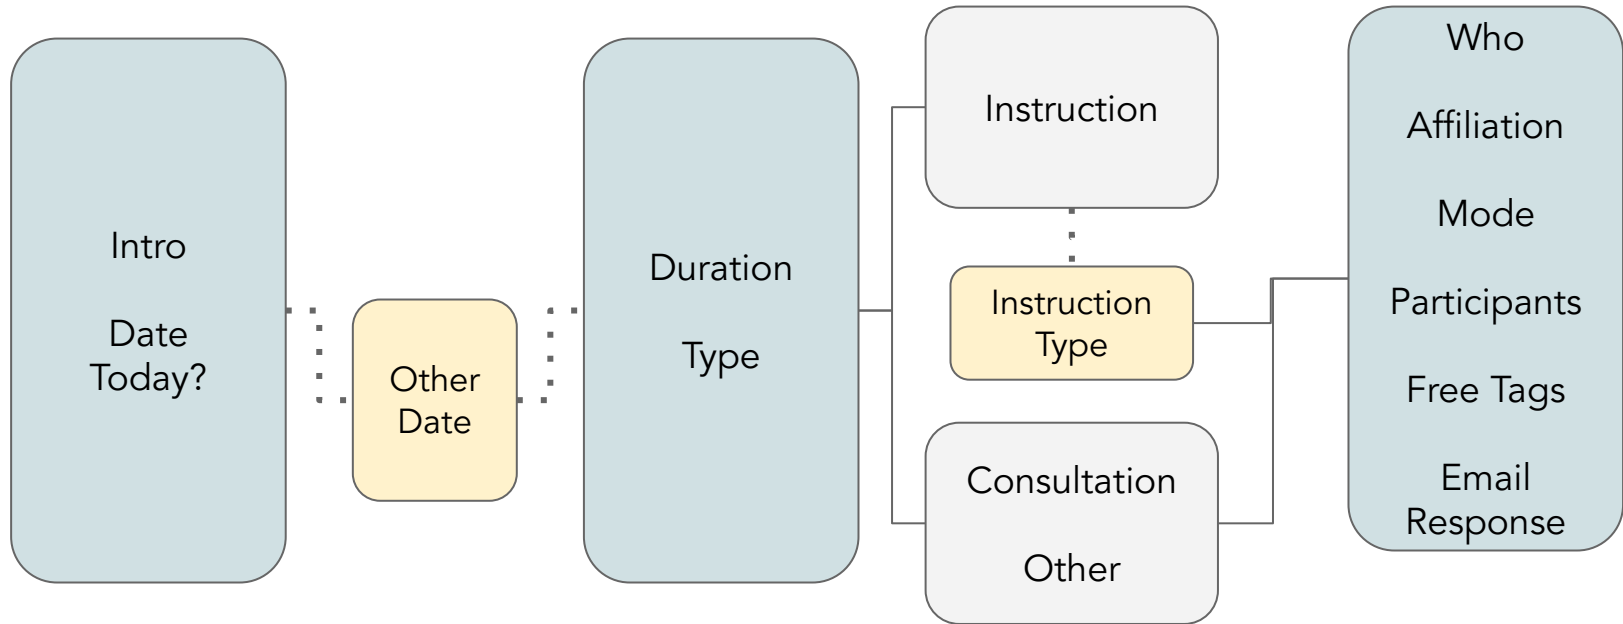 Intro
Date
Today?
Other
Date
Duration
Type
Instruction
Instruction
Type
Consultation
Other
Who
Affiliation
Mode
Participants
Free Tags
Email
Response